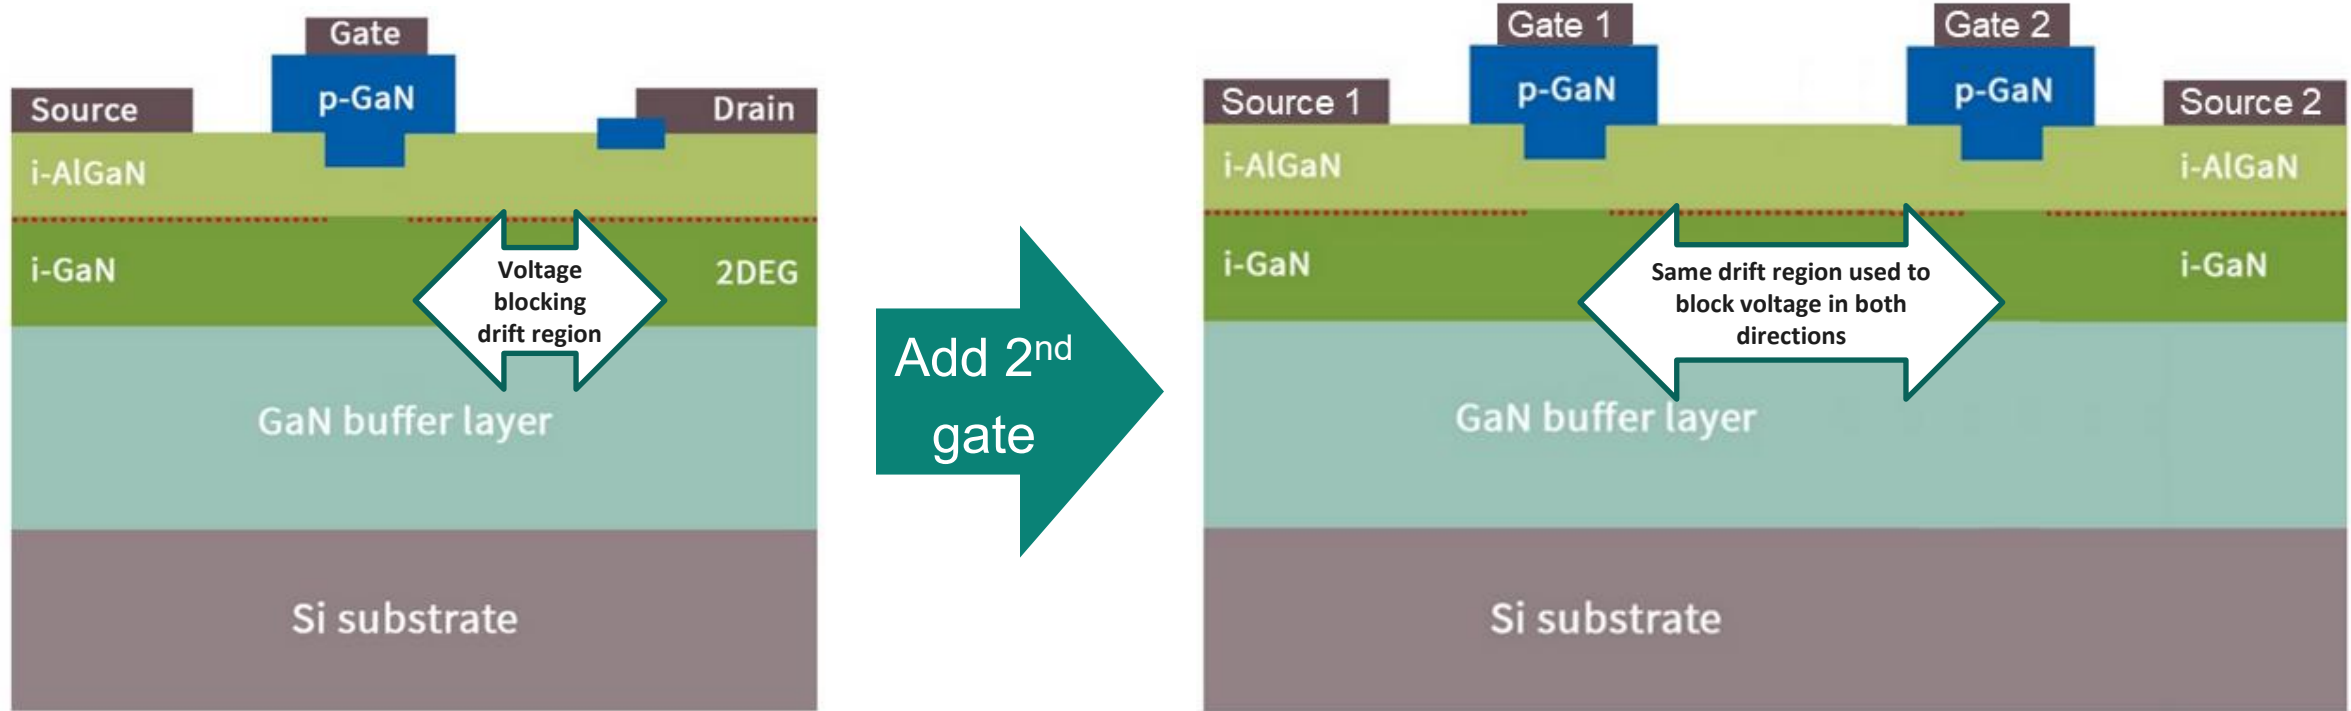 Gate
p-GaN
Source
Drain
i-AlGaN
i-GaN
2DEG
Voltage
blocking
drift region
GaN buffer layer
Si substrate
Add 2nd
gate
Gate 1
Gate 2
p-GaN
p-GaN
Source 1
Source 2
i-AlGaN
i-AlGaN
i-GaN
i-GaN
Same drift region used to
block voltage in both
directions
GaN buffer layer
Si substrate